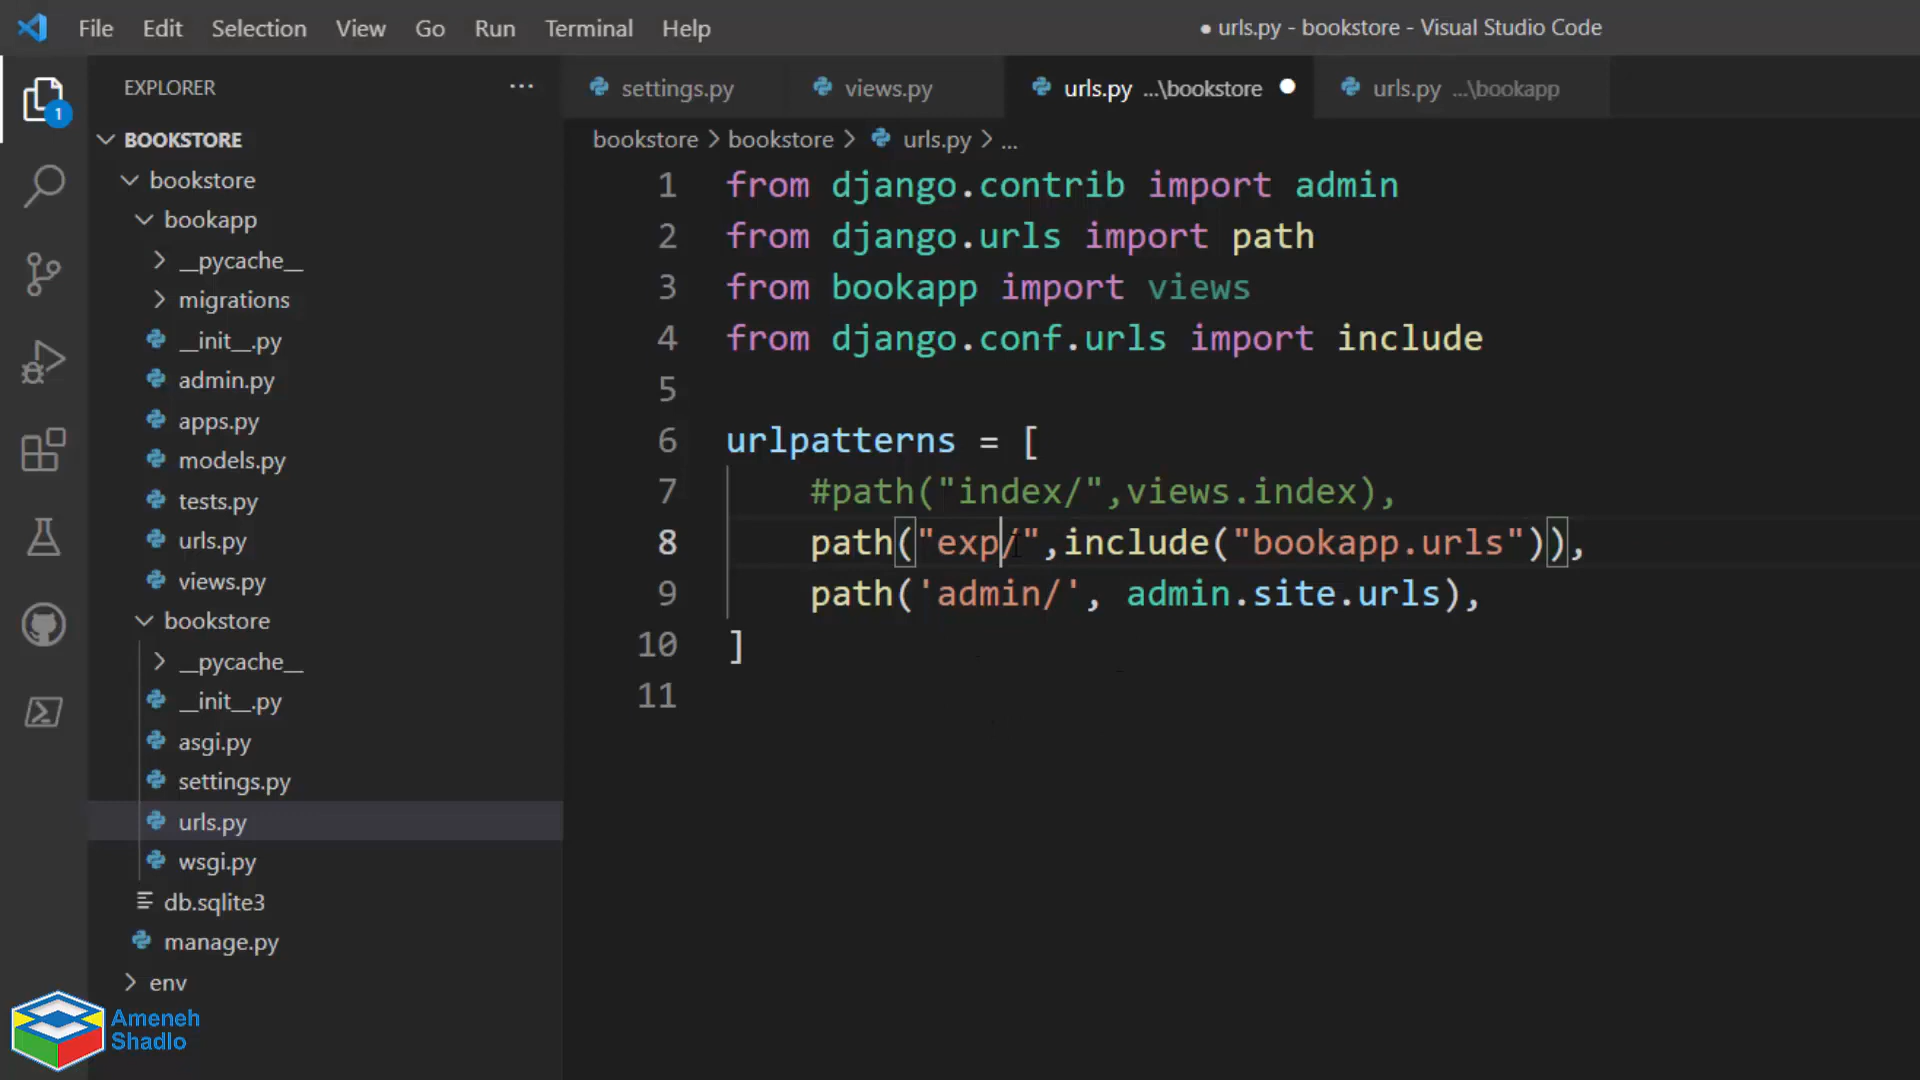 File Edit Selection View Go Run Terminal Help
● urls.py - bookstore - Visual Studio Code
1
EXPLORER ...
BOOKSTORE
bookstore
bookapp
__pycache__
migrations
__init__.py
admin.py
apps.py
models.py
tests.py
urls.py
views.py
bookstore
__pycache__
__init__.py
asgi.py
settings.py
urls.py
wsgi.py
db.sqlite3
manage.py
env
settings.py views.py urls.py ...\bookstore urls.py ...\bookapp
bookstore > bookstore > urls.py > ...
1 from django.contrib import admin
2 from django.urls import path
3 from bookapp import views
4 from django.conf.urls import include
5
6 urlpatterns = [
7 #path("index/",views.index),
8 path("exp/",include("bookapp.urls")),
9 path('admin/', admin.site.urls),
10 ]
11
Ameneh
Shadlo